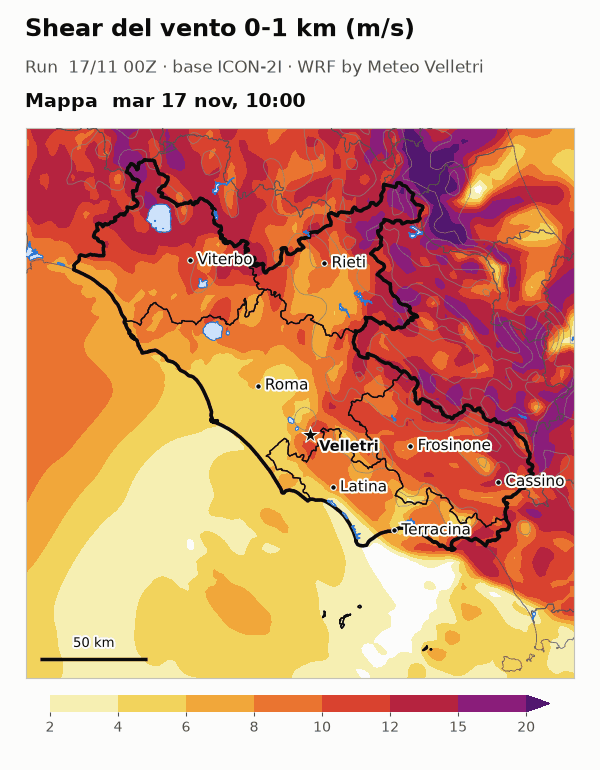 Shear del vento 0-1 km (m/s)
Run  17/11 00Z · base ICON-2I · WRF by Meteo Velletri
Mappa  mar 17 nov, 10:00
Viterbo
Rieti
Roma
Velletri
Frosinone
Cassino
Latina
Terracina
50 km
2 4 6 8 10 12 15 20